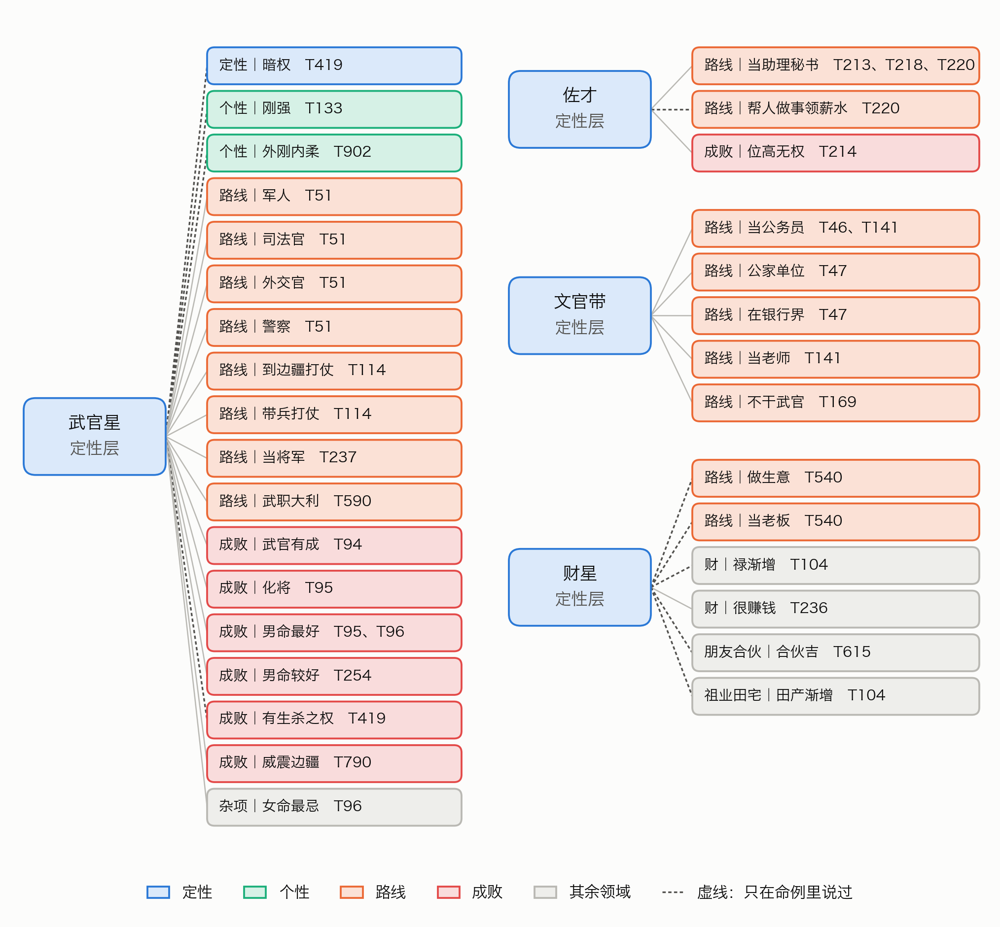 武官星
定性层
定性｜暗权　T419
个性｜刚强　T133
个性｜外刚内柔　T902
路线｜军人　T51
路线｜司法官　T51
路线｜外交官　T51
路线｜警察　T51
路线｜到边疆打仗　T114
路线｜带兵打仗　T114
路线｜当将军　T237
路线｜武职大利　T590
成败｜武官有成　T94
成败｜化将　T95
成败｜男命最好　T95、T96
成败｜男命较好　T254
成败｜有生杀之权　T419
成败｜威震边疆　T790
杂项｜女命最忌　T96
佐才
定性层
路线｜当助理秘书　T213、T218、T220
路线｜帮人做事领薪水　T220
成败｜位高无权　T214
文官带
定性层
路线｜当公务员　T46、T141
路线｜公家单位　T47
路线｜在银行界　T47
路线｜当老师　T141
路线｜不干武官　T169
财星
定性层
路线｜做生意　T540
路线｜当老板　T540
财｜禄渐增　T104
财｜很赚钱　T236
朋友合伙｜合伙吉　T615
祖业田宅｜田产渐增　T104
定性　个性　路线　成败　其余领域　虚线：只在命例里说过